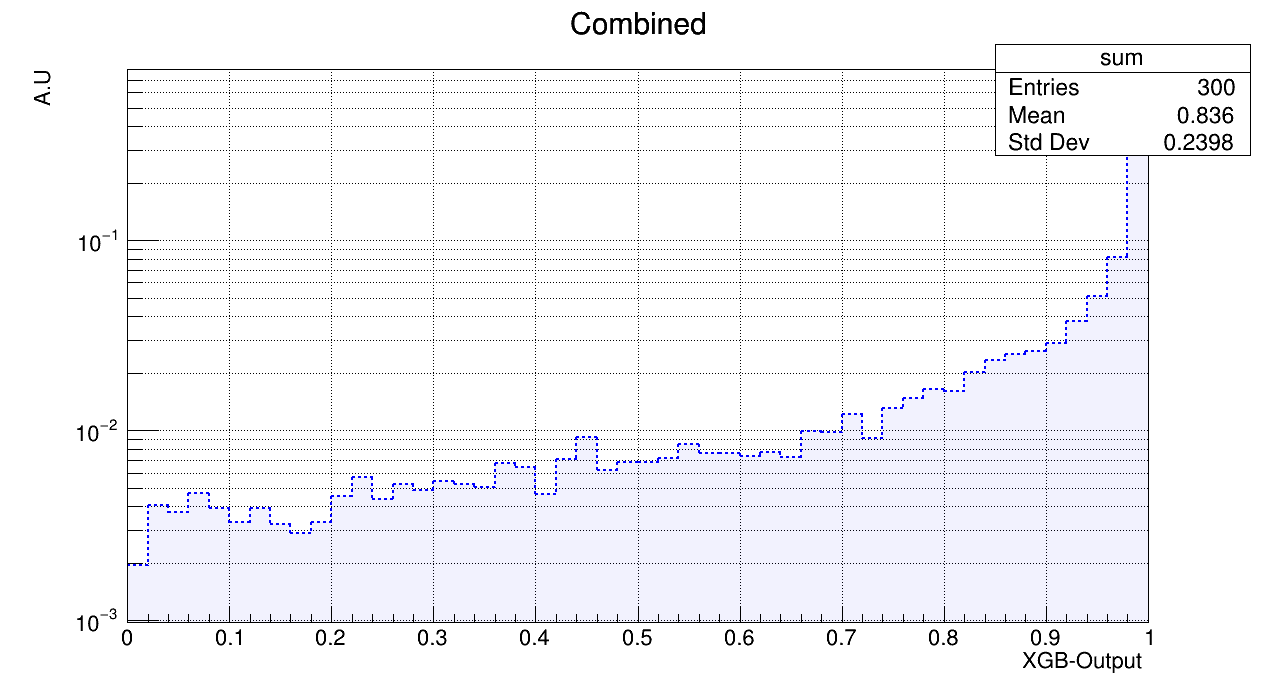 Combined
A.U
sum
Entries 300
Mean 0.836
Std Dev 0.2398
10−1
10−2
10−3
0 0.1 0.2 0.3 0.4 0.5 0.6 0.7 0.8 0.9 1
XGB-Output